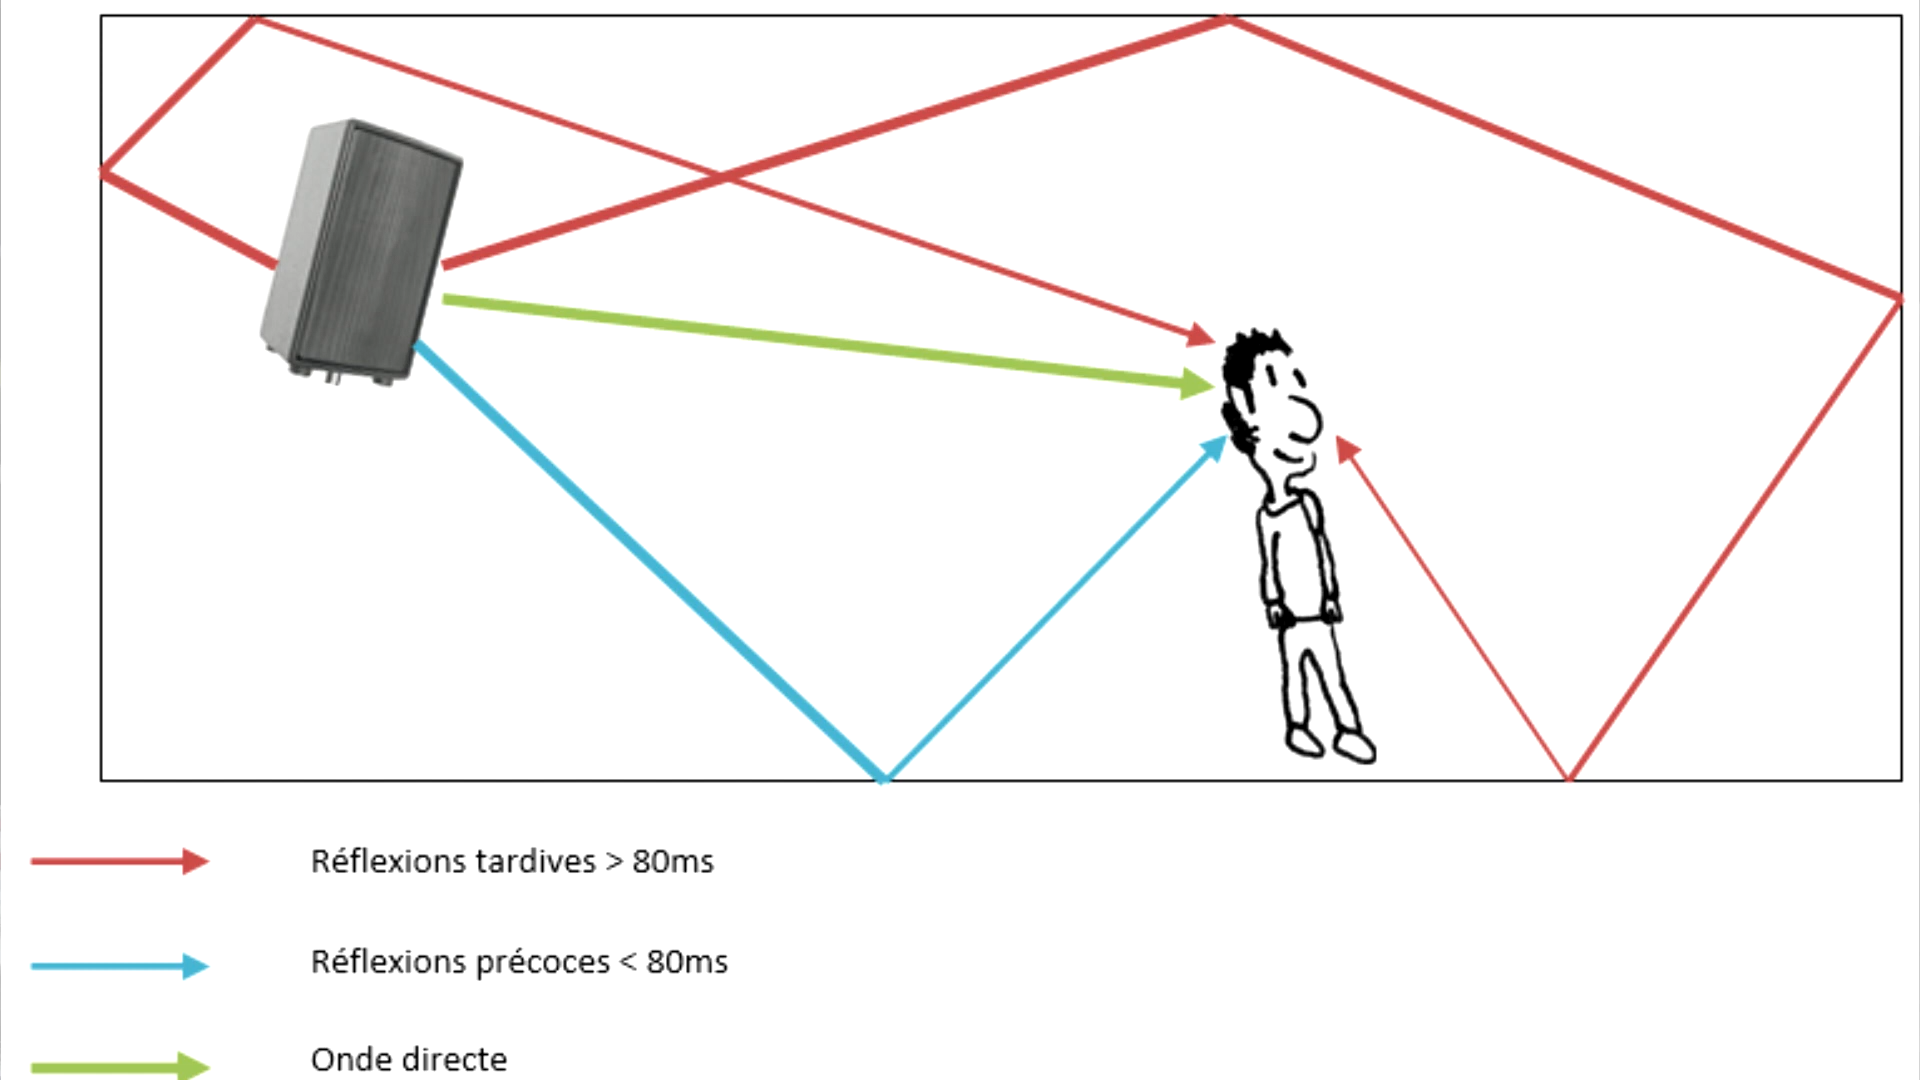 Réflexions tardives > 80ms
Réflexions précoces < 80ms
Onde directe